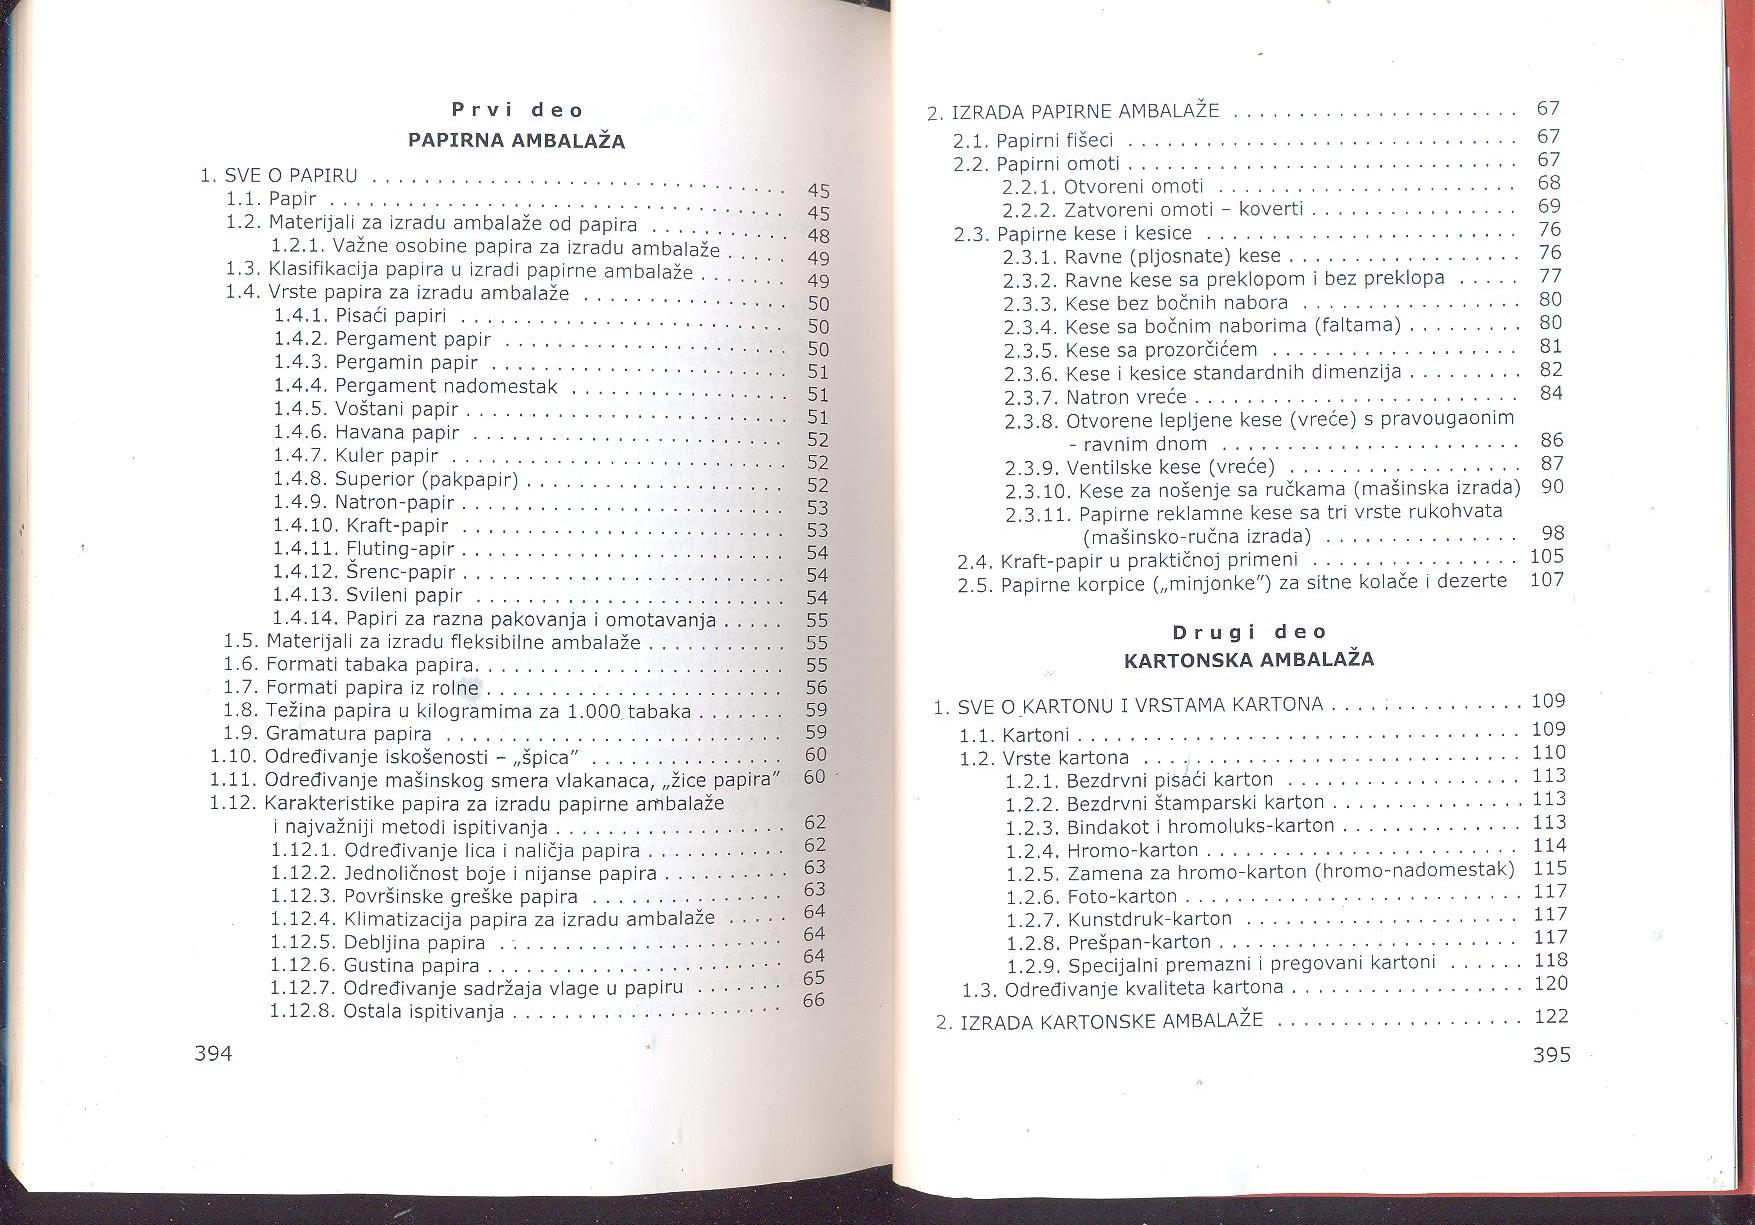 Prvi deo
PAPIRNA AMBALAŽA
1. SVE O PAPIRU . . . . . . . . . . 45
1.1. Papir . . . . . . . . . . 45
1.2. Materijali za izradu ambalaže od papira . . . . . . . . . . 48
1.2.1. Važne osobine papira za izradu ambalaže . . . . . 49
1.3. Klasifikacija papira u izradi papirne ambalaže . . . . . . . 49
1.4. Vrste papira za izradu ambalaže . . . . . . . . . . 50
1.4.1. Pisaći papiri . . . . . . . . . . 50
1.4.2. Pergament papir . . . . . . . . . . 50
1.4.3. Pergamin papir . . . . . . . . . . 51
1.4.4. Pergament nadomestak . . . . . . . . . . 51
1.4.5. Voštani papir . . . . . . . . . . 51
1.4.6. Havana papir . . . . . . . . . . 52
1.4.7. Kuler papir . . . . . . . . . . 52
1.4.8. Superior (pakpapir) . . . . . . . . . . 52
1.4.9. Natron-papir . . . . . . . . . . 53
1.4.10. Kraft-papir . . . . . . . . . . 53
1.4.11. Fluting-apir . . . . . . . . . . 54
1.4.12. Šrenc-papir . . . . . . . . . . 54
1.4.13. Svileni papir . . . . . . . . . . 54
1.4.14. Papiri za razna pakovanja i omotavanja . . . . . 55
1.5. Materijali za izradu fleksibilne ambalaže . . . . . . . . . . 55
1.6. Formati tabaka papira . . . . . . . . . . 55
1.7. Formati papira iz rolne . . . . . . . . . . 56
1.8. Težina papira u kilogramima za 1.000 tabaka . . . . . . . 59
1.9. Gramatura papira . . . . . . . . . . 59
1.10. Određivanje iskošenosti – „špica” . . . . . . . . . . 60
1.11. Određivanje mašinskog smera vlakanaca, „žice papira” 60
1.12. Karakteristike papira za izradu papirne ambalaže
i najvažniji metodi ispitivanja . . . . . . . . . . 62
1.12.1. Određivanje lica i naličja papira . . . . . . . . . . 62
1.12.2. Jednoličnost boje i nijanse papira . . . . . . . . . . 63
1.12.3. Površinske greške papira . . . . . . . . . . 63
1.12.4. Klimatizacija papira za izradu ambalaže . . . . . 64
1.12.5. Debljina papira . . . . . . . . . . 64
1.12.6. Gustina papira . . . . . . . . . . 64
1.12.7. Određivanje sadržaja vlage u papiru . . . . . . . 65
1.12.8. Ostala ispitivanja . . . . . . . . . . 66
394
2. IZRADA PAPIRNE AMBALAŽE . . . . . . . . . . 67
2.1. Papirni fišeci . . . . . . . . . . 67
2.2. Papirni omoti . . . . . . . . . . 67
2.2.1. Otvoreni omoti . . . . . . . . . . 68
2.2.2. Zatvoreni omoti – koverti . . . . . . . . . . 69
2.3. Papirne kese i kesice . . . . . . . . . . 76
2.3.1. Ravne (pljosnate) kese . . . . . . . . . . 76
2.3.2. Ravne kese sa preklopom i bez preklopa . . . . . 77
2.3.3. Kese bez bočnih nabora . . . . . . . . . . 80
2.3.4. Kese sa bočnim naborima (faltama) . . . . . . . . . 80
2.3.5. Kese sa prozorčićem . . . . . . . . . . 81
2.3.6. Kese i kesice standardnih dimenzija . . . . . . . . . 82
2.3.7. Natron vreće . . . . . . . . . . 84
2.3.8. Otvorene lepljene kese (vreće) s pravougaonim
- ravnim dnom . . . . . . . . . . 86
2.3.9. Ventilske kese (vreće) . . . . . . . . . . 87
2.3.10. Kese za nošenje sa ručkama (mašinska izrada) 90
2.3.11. Papirne reklamne kese sa tri vrste rukohvata
(mašinsko-ručna izrada) . . . . . . . . . . 98
2.4. Kraft-papir u praktičnoj primeni . . . . . . . . . . 105
2.5. Papirne korpice („minjonke”) za sitne kolače i dezerte 107
Drugi deo
KARTONSKA AMBALAŽA
1. SVE O KARTONU I VRSTAMA KARTONA . . . . . . . . . . 109
1.1. Kartoni . . . . . . . . . . 109
1.2. Vrste kartona . . . . . . . . . . 110
1.2.1. Bezdrvni pisaći karton . . . . . . . . . . 113
1.2.2. Bezdrvni štamparski karton . . . . . . . . . . 113
1.2.3. Bindakot i hromoluks-karton . . . . . . . . . . 113
1.2.4. Hromo-karton . . . . . . . . . . 114
1.2.5. Zamena za hromo-karton (hromo-nadomestak) 115
1.2.6. Foto-karton . . . . . . . . . . 117
1.2.7. Kunstdruk-karton . . . . . . . . . . 117
1.2.8. Prešpan-karton . . . . . . . . . . 117
1.2.9. Specijalni premazni i pregovani kartoni . . . . . . 118
1.3. Određivanje kvaliteta kartona . . . . . . . . . . 120
2. IZRADA KARTONSKE AMBALAŽE . . . . . . . . . . 122
395